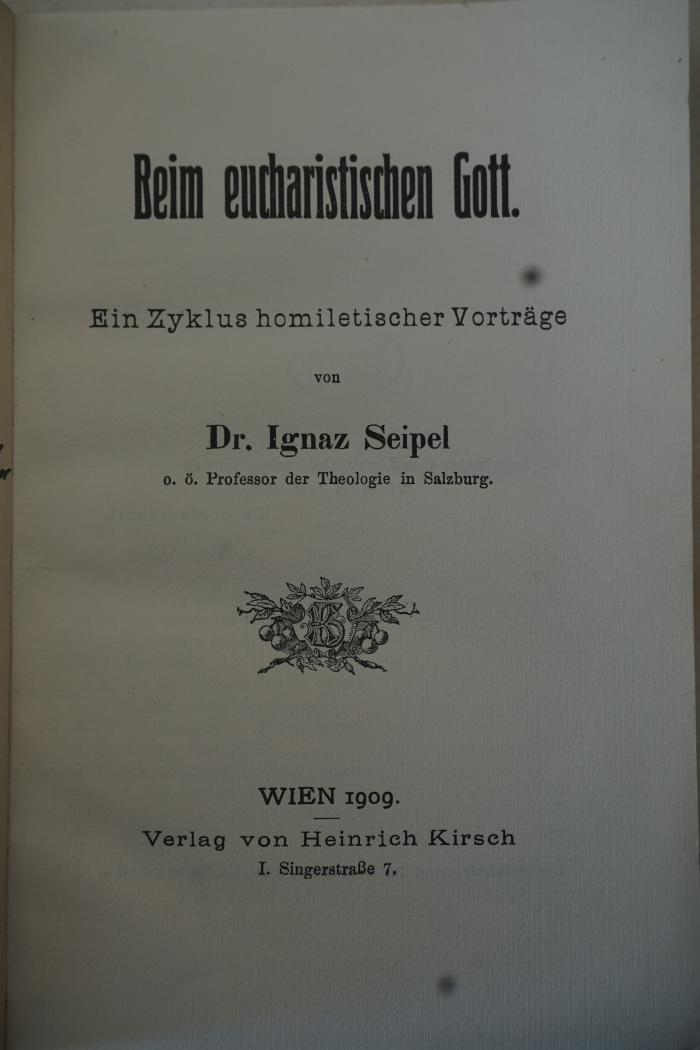 Beim eucharistischen Gott.
Ein Zyklus homiletischer Vorträge
von
Dr. Ignaz Seipel
o. ö. Professor der Theologie in Salzburg.
WIEN 1909.
Verlag von Heinrich Kirsch
I. Singerstraße 7.